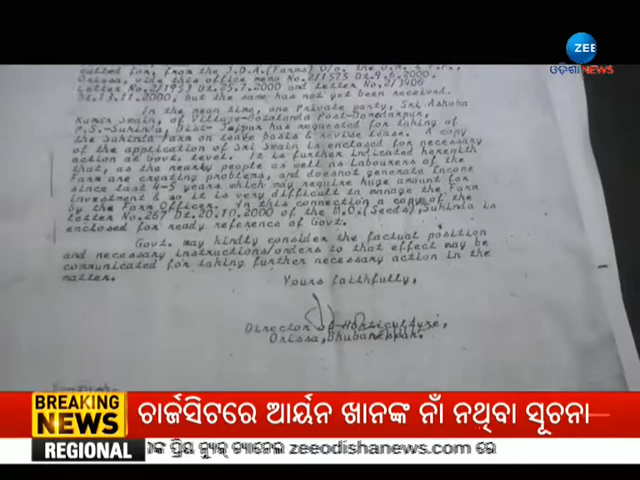 called for, from the J.D.A.(Farms) O/o. the D.A.& F.P.,
Orissa, vide this office memo No.2/1573 Dt.9.6.2000,
Letter No.2/1953 Dt.25.7.2000 and Letter No.2/3406
Dt.13.11.2000, but the same has not yet been received.
In the mean time, one Private party, Sri Ashoka
Kumar Swain, of Village-Gozalanda Post-Damodarpur,
P.S.-Sukinda, Dist- Jajpur has requested for taking of
the Sukinda Farm on lease basis & revise lease. A copy
of the application of Sri Swain is enclosed for necessary
action at Govt. level. It is further indicated herewith
that, as the nearby people as well as Labourers of the
Farm are creating problems, and doesnot generate Income
since last 4-5 years which may require huge amount for
investment & so it is very difficult to manage the Farm
by the Farm Officers. In this connection a copy of the
letter No.267 Dt.20.10.2000 of the M.O.(Seeds),Sukinda is
enclosed for ready reference of Govt.
Govt. may kindly consider the factual position
and necessary instructions/orders to that effect may be
communicated for taking further necessary action in the
matter.
Yours faithfully,
Director of Horticulture,
Orissa,Bhubaneswar.
ZEE
ଓଡ଼ିଶା NEWS
BREAKING
NEWS
ଚାର୍ଜସିଟରେ ଆର୍ଯନ ଖାନଙ୍କ ନାଁ ନଥିବା ସୂଚନା
REGIONAL
ଙ୍କ ପ୍ରିୟ ନ୍ୟୁଜ୍ ଚ୍ୟାନେଲ zeeodishanews.com ରେ